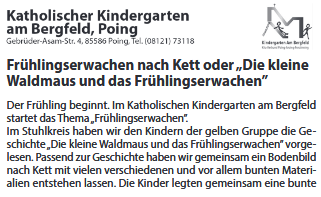 Katholischer Kindergarten
am Bergfeld, Poing
Gebrüder-Asam-Str. 4, 85586 Poing, Tel. (08121) 73118
Kindergarten Am Bergfeld
Frühlingserwachen nach Kett oder „Die kleine
Waldmaus und das Frühlingserwachen”
Der Frühling beginnt. Im Katholischen Kindergarten am Bergfeld
startet das Thema „Frühlingserwachen”.
Im Stuhlkreis haben wir den Kindern der gelben Gruppe die Ge-
schichte „Die kleine Waldmaus und das Frühlingserwachen” vorge-
lesen. Passend zur Geschichte haben wir gemeinsam ein Bodenbild
nach Kett mit vielen verschiedenen und vor allem bunten Materi-
alien entstehen lassen. Die Kinder legten gemeinsam eine bunte